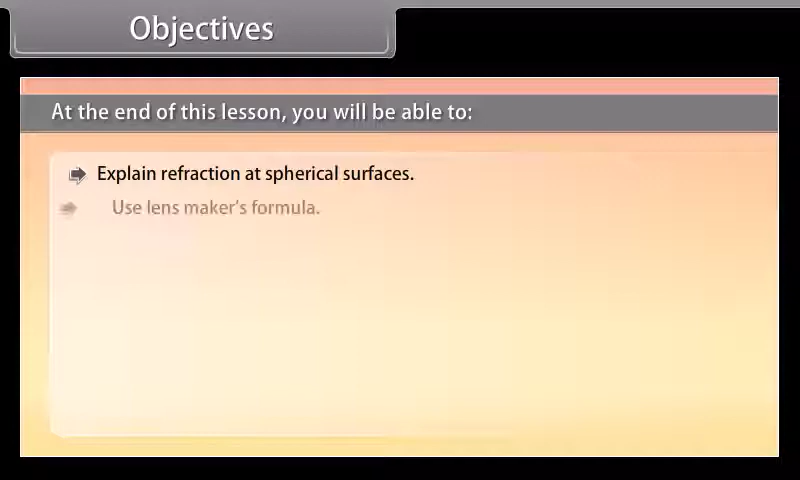 Objectives
At the end of this lesson, you will be able to:
Explain refraction at spherical surfaces.
Use lens maker's formula.